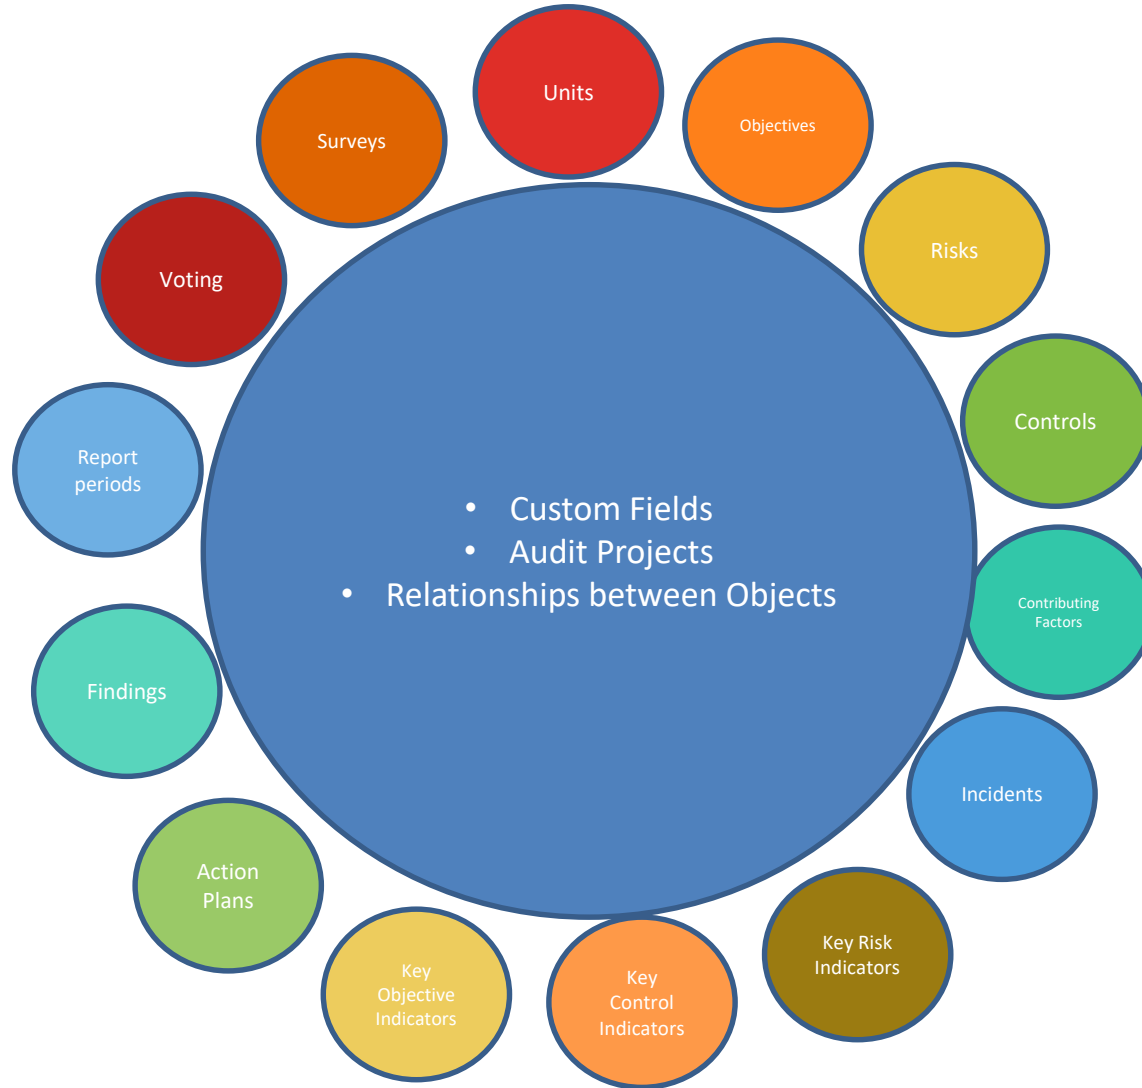 Units
Objectives
Surveys
Risks
Voting
Controls
Report
periods
• Custom Fields
• Audit Projects
• Relationships between Objects
Contributing
Factors
Findings
Incidents
Action
Plans
Key Risk
Indicators
Key
Objective
Indicators
Key
Control
Indicators